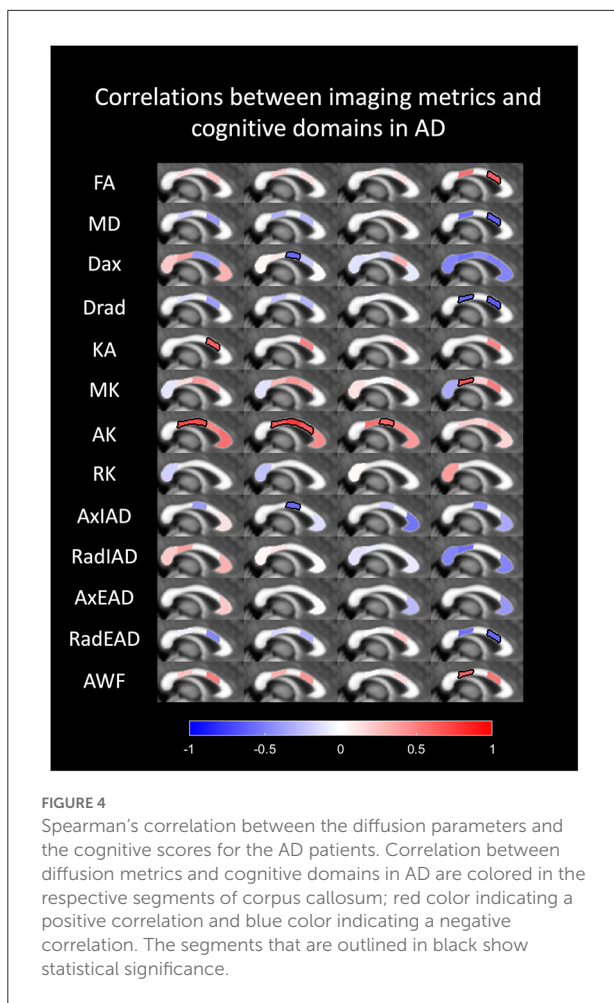 Correlations between imaging metrics and
cognitive domains in AD
FA
MD
Dax
Drad
KA
MK
AK
RK
AxIAD
RadIAD
AxEAD
RadEAD
AWF
-1 -0.5 0 0.5 1
FIGURE 4
Spearman's correlation between the diffusion parameters and
the cognitive scores for the AD patients. Correlation between
diffusion metrics and cognitive domains in AD are colored in the
respective segments of corpus callosum; red color indicating a
positive correlation and blue color indicating a negative
correlation. The segments that are outlined in black show
statistical significance.